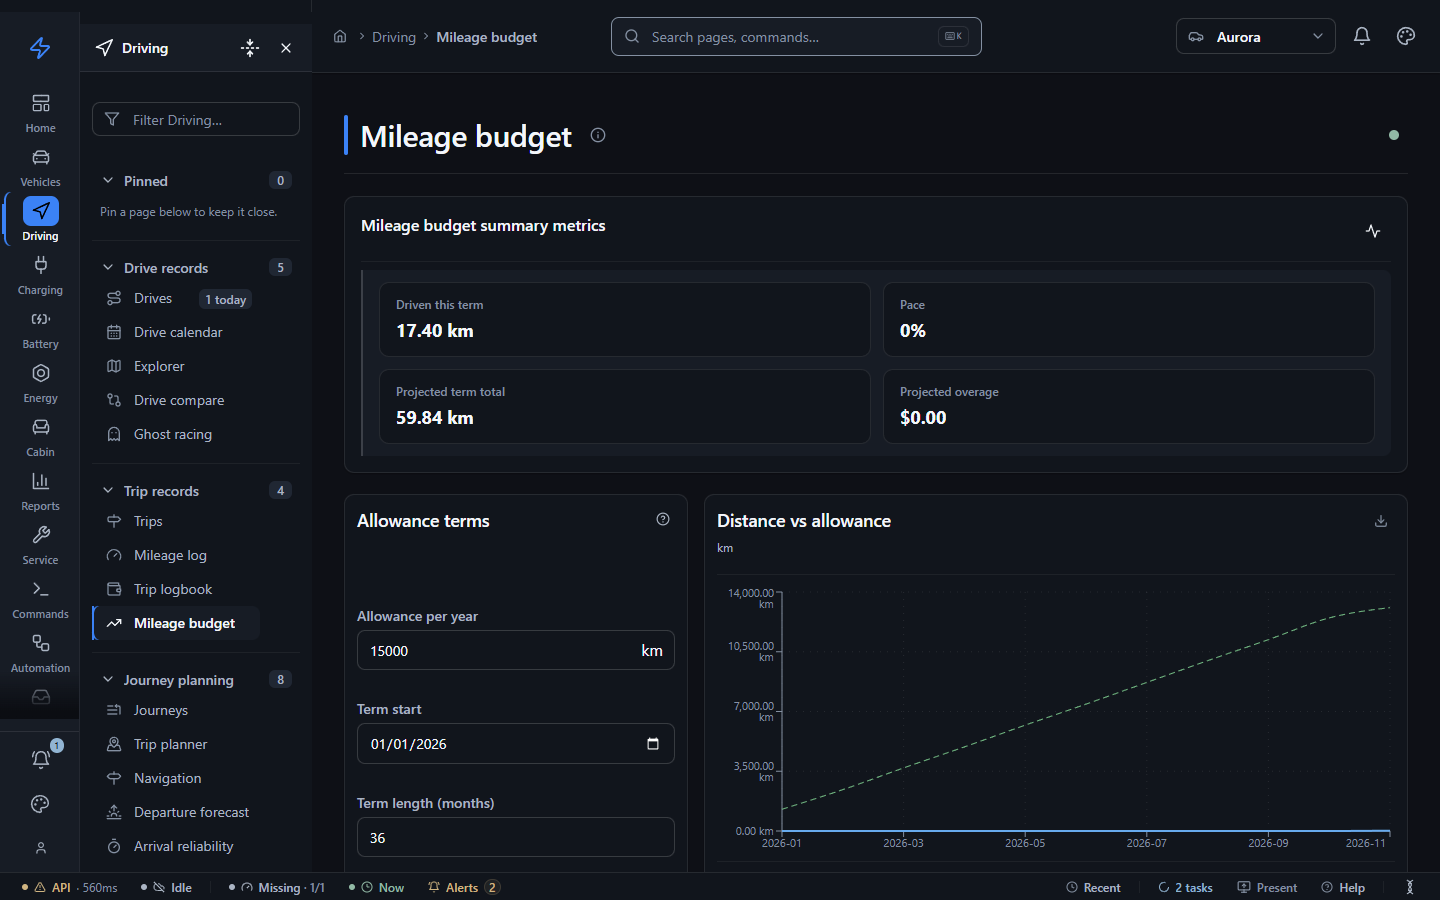 Driving
Driving
Mileage budget
Search pages, commands...
K
Aurora
Home
Vehicles
Driving
Charging
Battery
Energy
Cabin
Reports
Service
Commands
Automation
1
Filter Driving...
Pinned
0
Pin a page below to keep it close.
Drive records
5
Drives
1 today
Drive calendar
Explorer
Drive compare
Ghost racing
Trip records
4
Trips
Mileage log
Trip logbook
Mileage budget
Journey planning
8
Journeys
Trip planner
Navigation
Departure forecast
Arrival reliability
Mileage budget
Mileage budget summary metrics
Driven this term
17.40 km
Pace
0%
Projected term total
59.84 km
Projected overage
$0.00
Allowance terms
Allowance per year
15000
km
Term start
01/01/2026
Term length (months)
36
Distance vs allowance
km
14,000.00
km
10,500.00
km
7,000.00
km
3,500.00
km
0.00 km
2026-01
2026-03
2026-05
2026-07
2026-09
2026-11
API · 560ms
Idle
Missing · 1/1
Now
Alerts
2
Recent
2 tasks
Present
Help